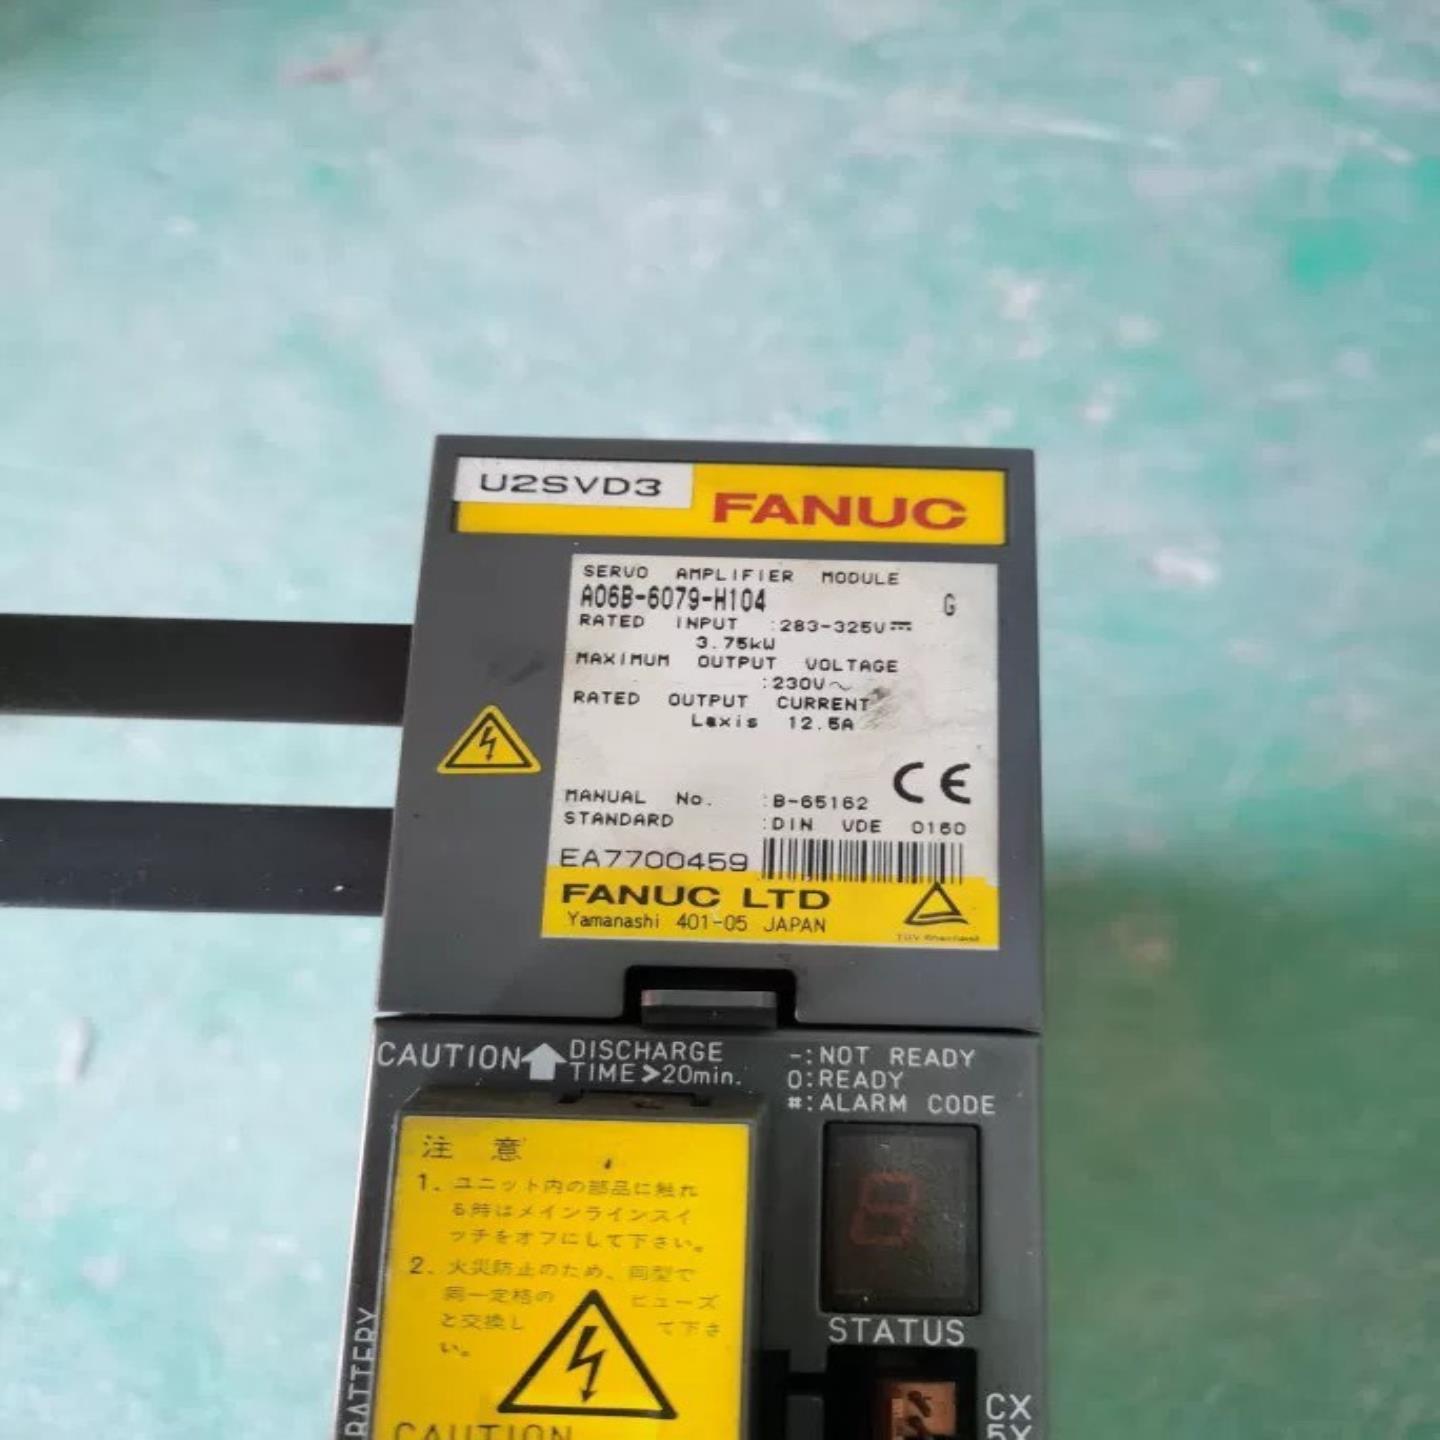 U2SVD3
FANUC
SERVO AMPLIFIER MODULE
A06B-6079-H104 G
RATED INPUT :283-325V⎓
3.75kW
MAXIMUM OUTPUT VOLTAGE
:230V～
RATED OUTPUT CURRENT
L axis 12.5A
CE
MANUAL No. :B-65162
STANDARD :DIN VDE 0160
EA7700459
FANUC LTD
Yamanashi 401-05 JAPAN
TÜV Rheinland
CAUTION DISCHARGE
TIME>20min.
-:NOT READY
0:READY
#:ALARM CODE
注 意
1. ユニット内の部品に触れ
る時はメインラインスイ
ッチをオフにして下さい。
2. 火災防止のため、同型で
同一定格の ヒューズ
と交換し て下さ
い。
CAUTION
BATTERY
8
STATUS
CX
5X